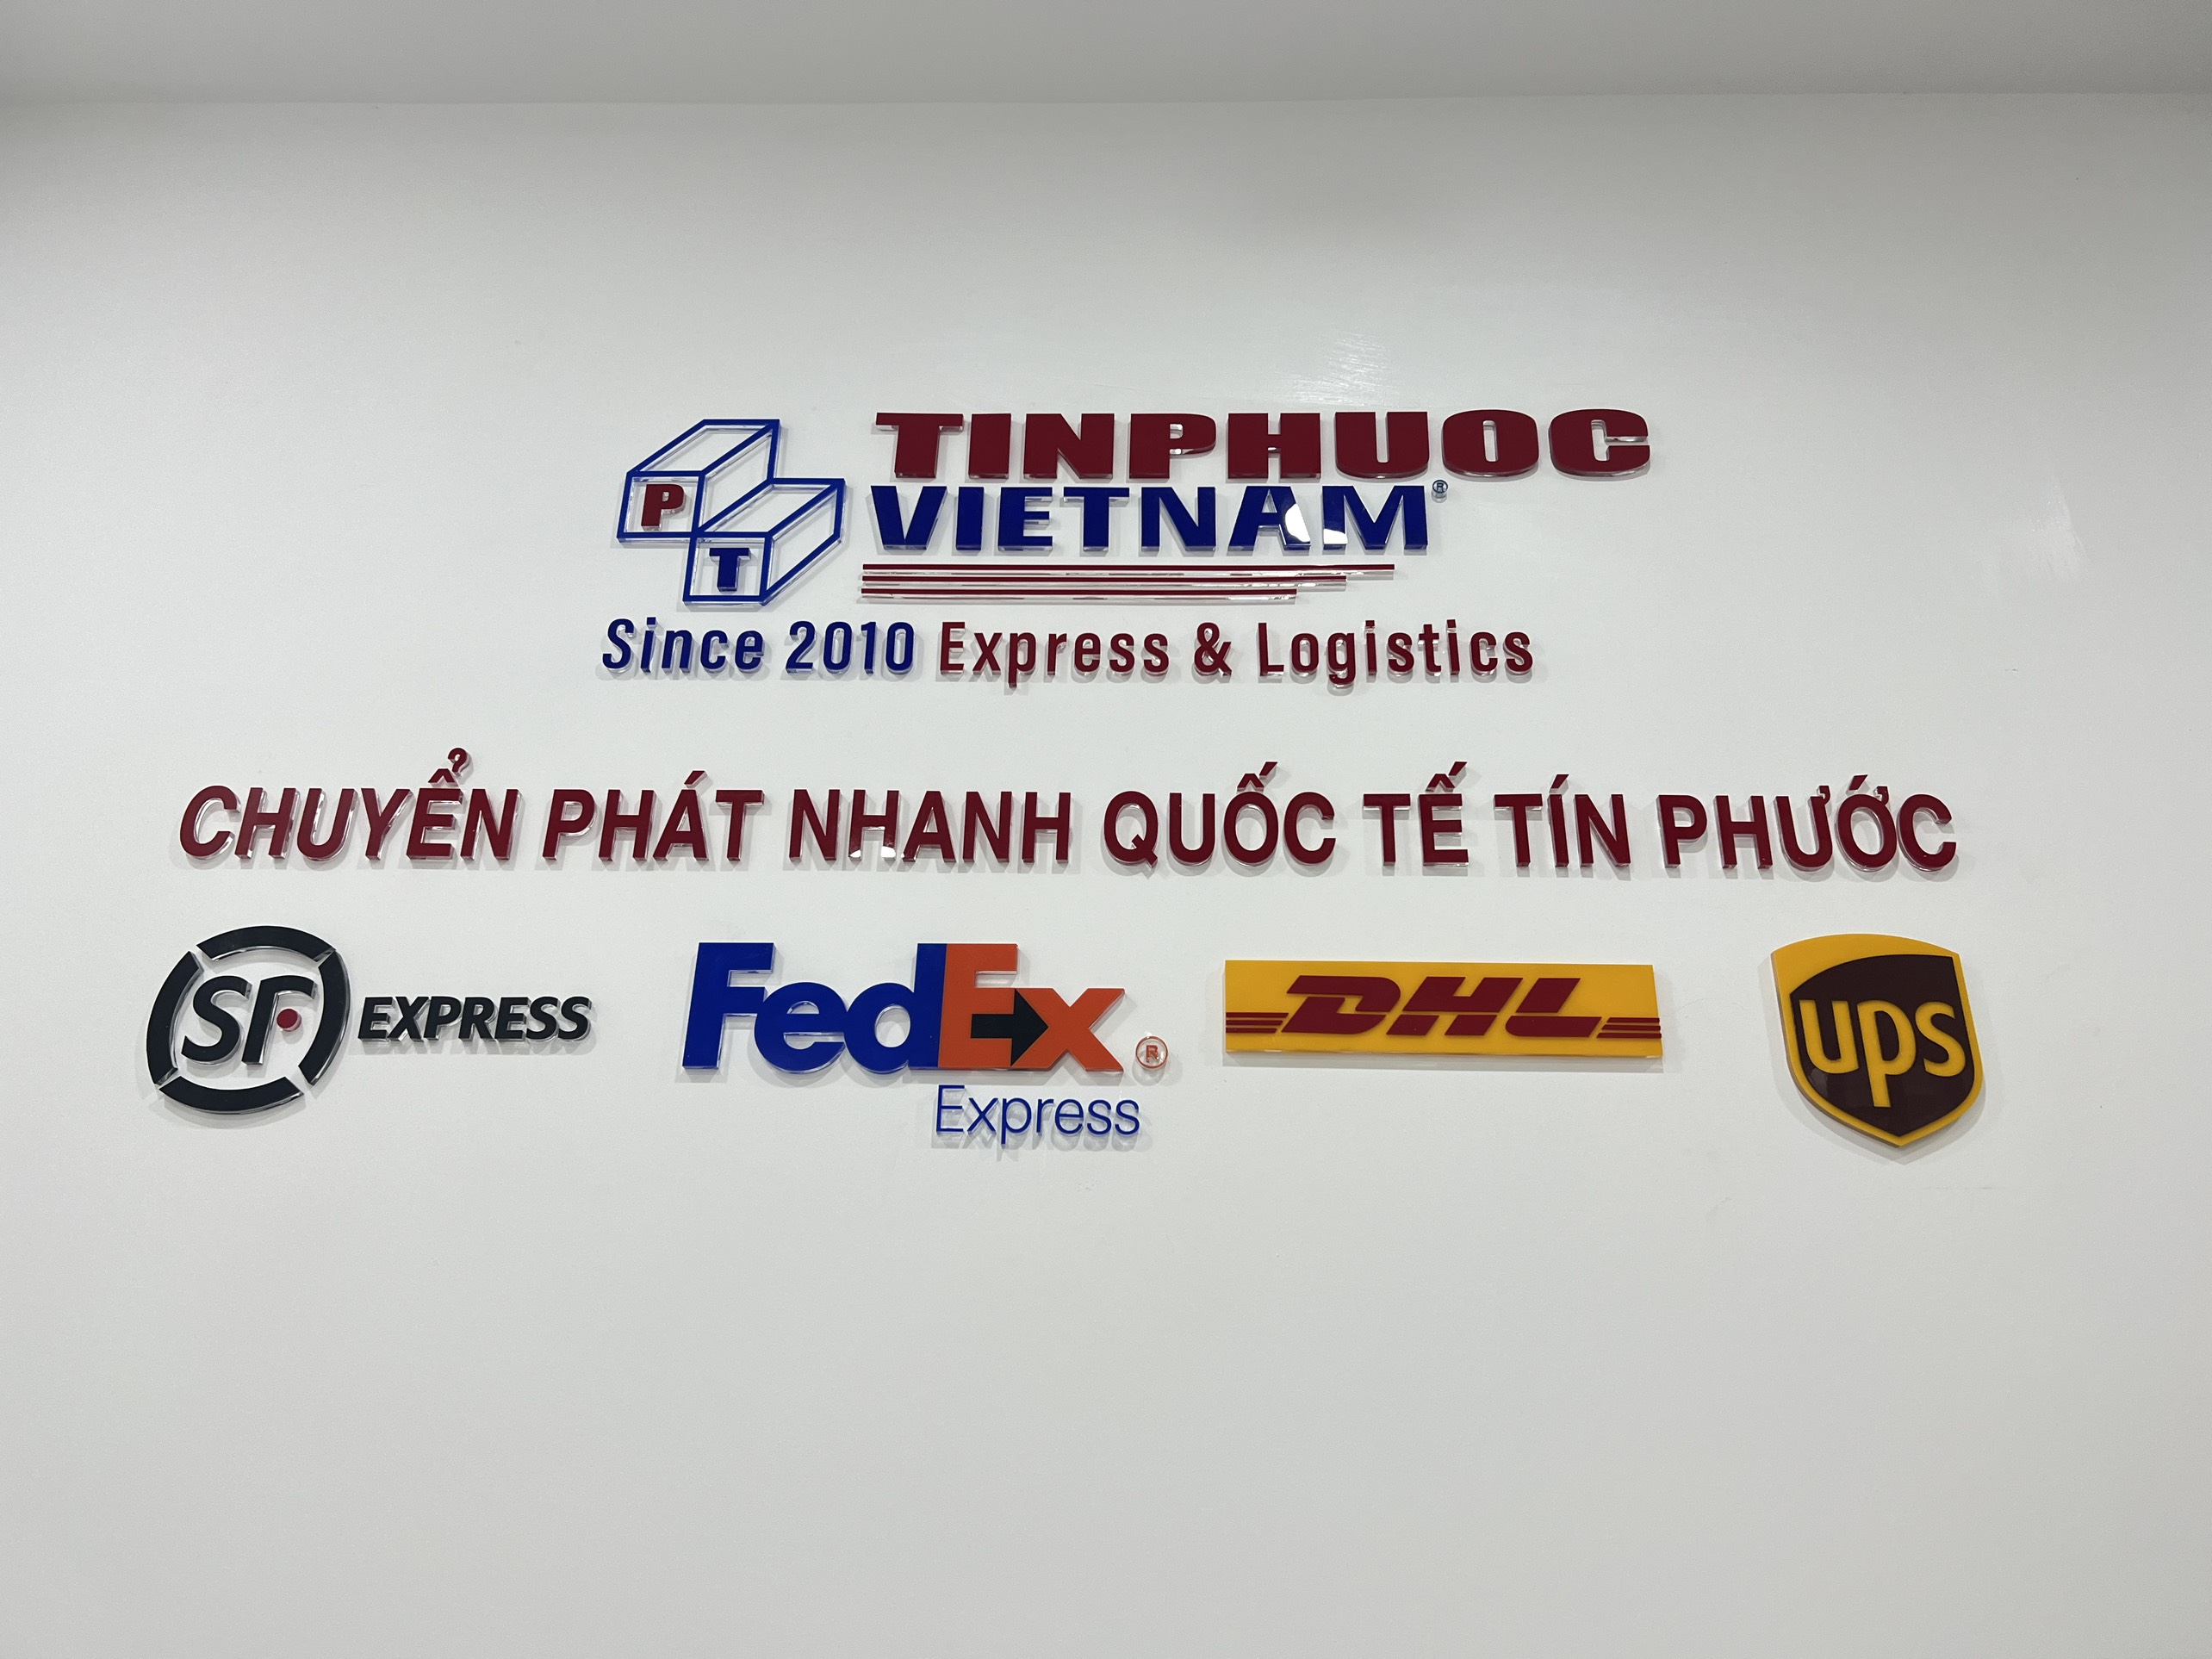 TINPHUOC
P
VIETNAM®
T
Since 2010 Express & Logistics
CHUYỂN PHÁT NHANH QUỐC TẾ TÍN PHƯỚC
SF EXPRESS
FedEx®
Express
DHL
ups